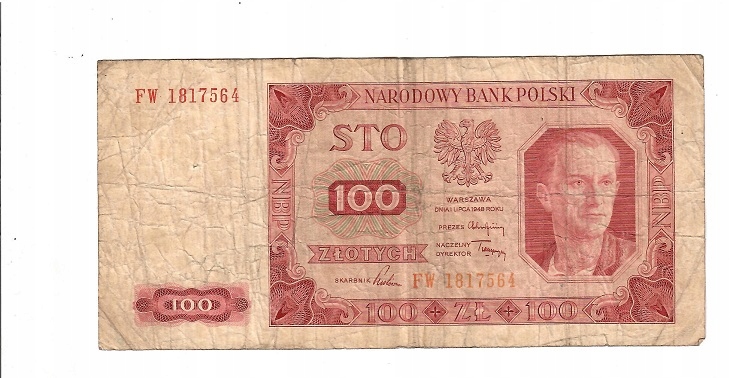 FW 1817564
NARODOWY BANK POLSKI
STO
100
ZŁOTYCH
WARSZAWA
DNIA 1 LIPCA 1948 ROKU
PREZES
NACZELNY
DYREKTOR
SKARBNIK
FW 1817564
NBP
NBP
100
100 + ZŁ + 100